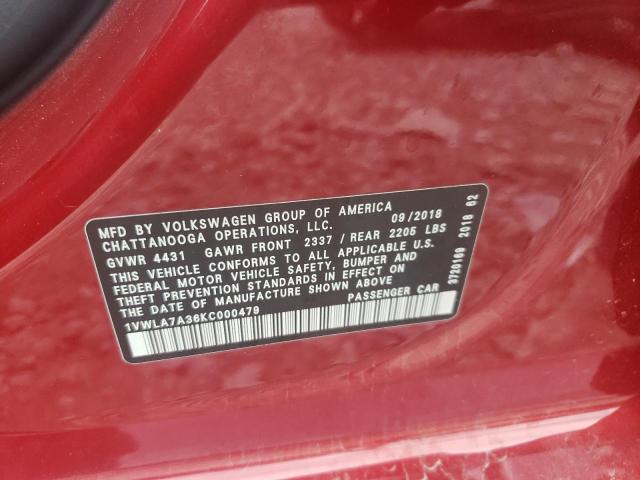 MFD BY VOLKSWAGEN GROUP OF AMERICA 09/2018
CHATTANOOGA OPERATIONS, LLC.
GVWR 4431 GAWR FRONT 2337 / REAR 2205 LBS
THIS VEHICLE CONFORMS TO ALL APPLICABLE U.S.
FEDERAL MOTOR VEHICLE SAFETY, BUMPER AND
THEFT PREVENTION STANDARDS IN EFFECT ON
THE DATE OF MANUFACTURE SHOWN ABOVE
1VWLA7A36KC000479 PASSENGER CAR
3720169 2018 62